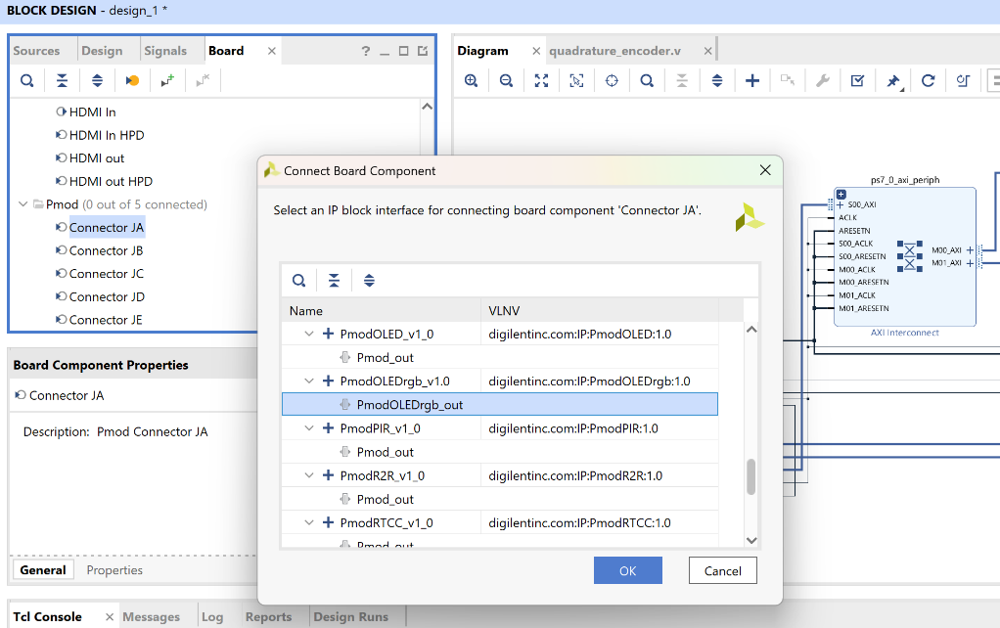 BLOCK DESIGN - design_1 *
Sources Design Signals Board × ?
HDMI In
HDMI In HPD
HDMI out
HDMI out HPD
Pmod (0 out of 5 connected)
Connector JA
Connector JB
Connector JC
Connector JD
Connector JE
Board Component Properties
Connector JA
Description: Pmod Connector JA
General Properties
Tcl Console × Messages Log Reports Design Runs
Diagram × quadrature_encoder.v ×
ps7_0_axi_periph
S00_AXI
ACLK
ARESETN
S00_ACLK
S00_ARESETN
M00_ACLK
M00_ARESETN
M01_ACLK
M01_ARESETN
M00_AXI
M01_AXI
AXI Interconnect
Connect Board Component
Select an IP block interface for connecting board component 'Connector JA'.
Name VLNV
PmodOLED_v1_0 digilentinc.com:IP:PmodOLED:1.0
Pmod_out
PmodOLEDrgb_v1.0 digilentinc.com:IP:PmodOLEDrgb:1.0
PmodOLEDrgb_out
PmodPIR_v1_0 digilentinc.com:IP:PmodPIR:1.0
Pmod_out
PmodR2R_v1_0 digilentinc.com:IP:PmodR2R:1.0
Pmod_out
PmodRTCC_v1_0 digilentinc.com:IP:PmodRTCC:1.0
Pmod_out
OK Cancel